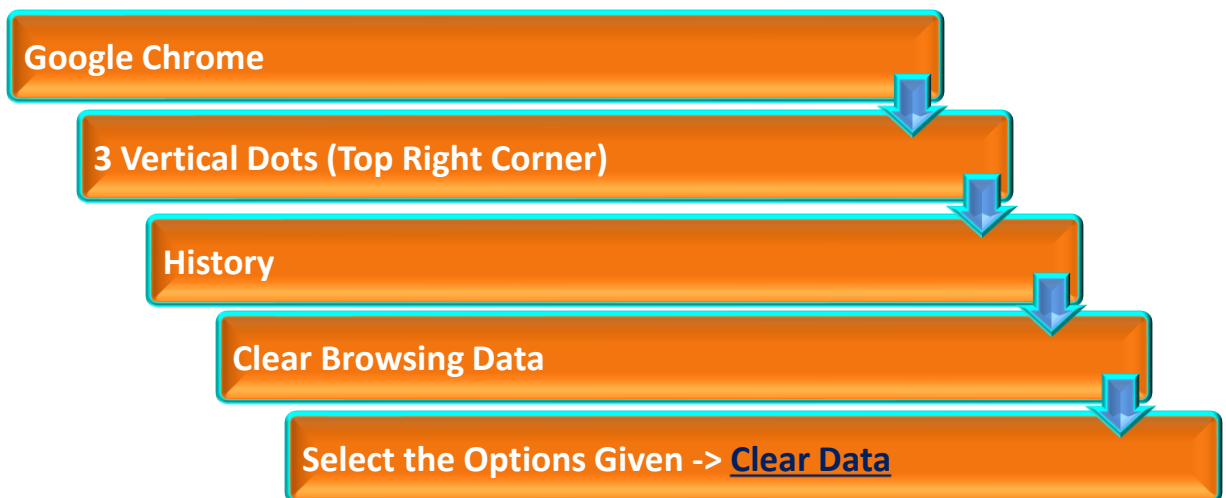 Google Chrome
3 Vertical Dots (Top Right Corner)
History
Clear Browsing Data
Select the Options Given -> Clear Data